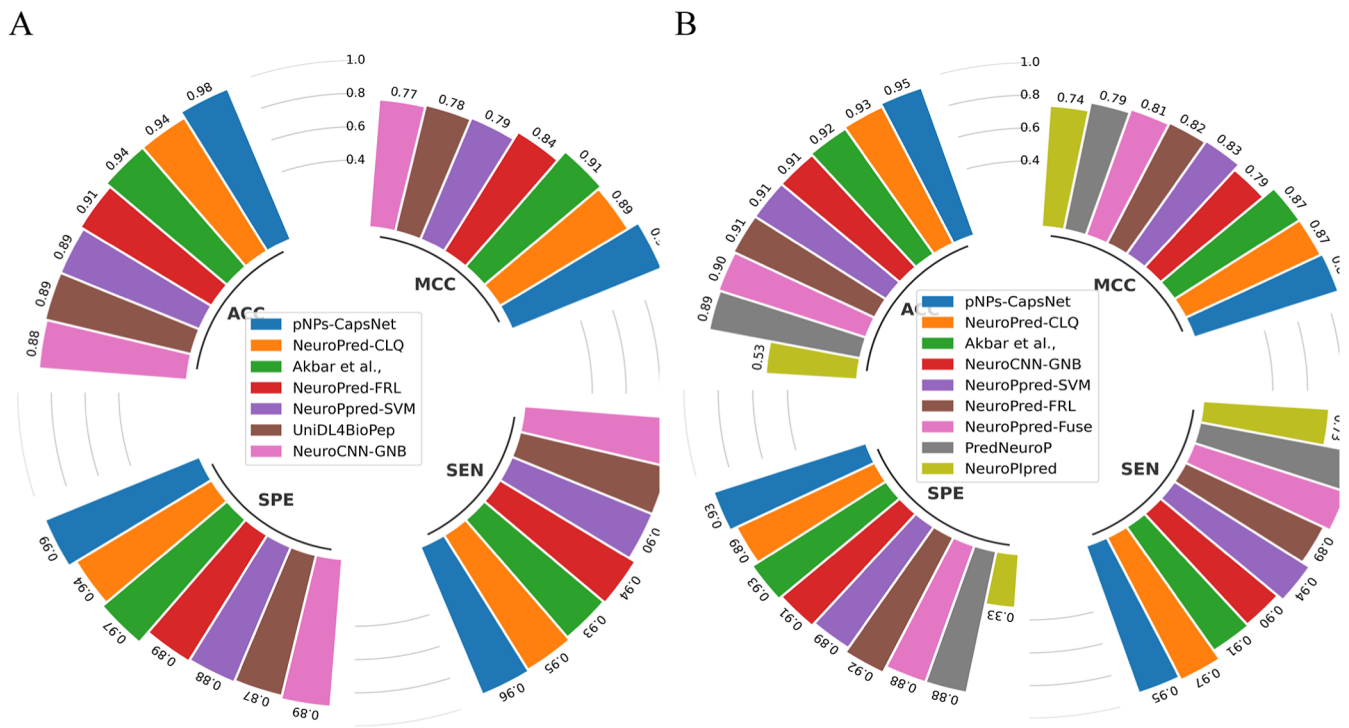 A
B
1.0
0.8
0.6
0.4
0.98
0.94
0.94
0.91
0.89
0.89
0.88
ACC
0.77
0.78
0.79
0.84
0.91
0.89
MCC
pNPs-CapsNet
NeuroPred-CLQ
Akbar et al.,
NeuroPred-FRL
NeuroPpred-SVM
UniDL4BioPep
NeuroCNN-GNB
SPE
0.99
0.94
0.97
0.89
0.88
0.87
0.89
SEN
0.90
0.94
0.93
0.95
0.96
1.0
0.8
0.6
0.4
0.95
0.93
0.92
0.91
0.91
0.91
0.90
0.89
0.53
ACC
0.74
0.79
0.81
0.82
0.83
0.79
0.87
0.87
MCC
pNPs-CapsNet
NeuroPred-CLQ
Akbar et al.,
NeuroCNN-GNB
NeuroPpred-SVM
NeuroPred-FRL
NeuroPpred-Fuse
PredNeuroP
NeuroPIpred
SPE
0.93
0.89
0.93
0.91
0.89
0.92
0.88
0.88
0.33
SEN
0.73
0.89
0.94
0.90
0.91
0.97
0.95